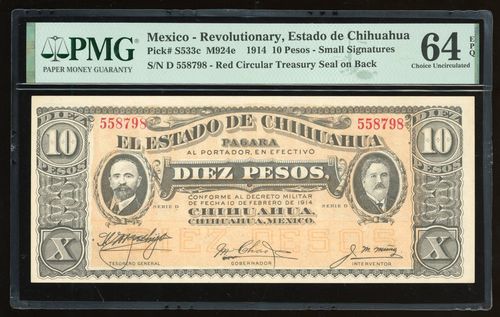 PMG
PAPER MONEY GUARANTY
Mexico - Revolutionary, Estado de Chihuahua
Pick# S533c M924e 1914 10 Pesos - Small Signatures
S/N D 558798 - Red Circular Treasury Seal on Back
64 EPQ
Choice Uncirculated
DIEZ
10
PESOS
DIEZ
10
PESOS
558798
558798
EL ESTADO DE CHIHUAHUA
PAGARA
AL PORTADOR, EN EFECTIVO
DIEZ PESOS.
CONFORME AL DECRETO MILITAR
DE FECHA 10 DE FEBRERO DE 1914.
SERIE D
SERIE D
CHIHUAHUA,
CHIHUAHUA, MEXICO.
X
X
TESORERO GENERAL
GOBERNADOR
INTERVENTOR